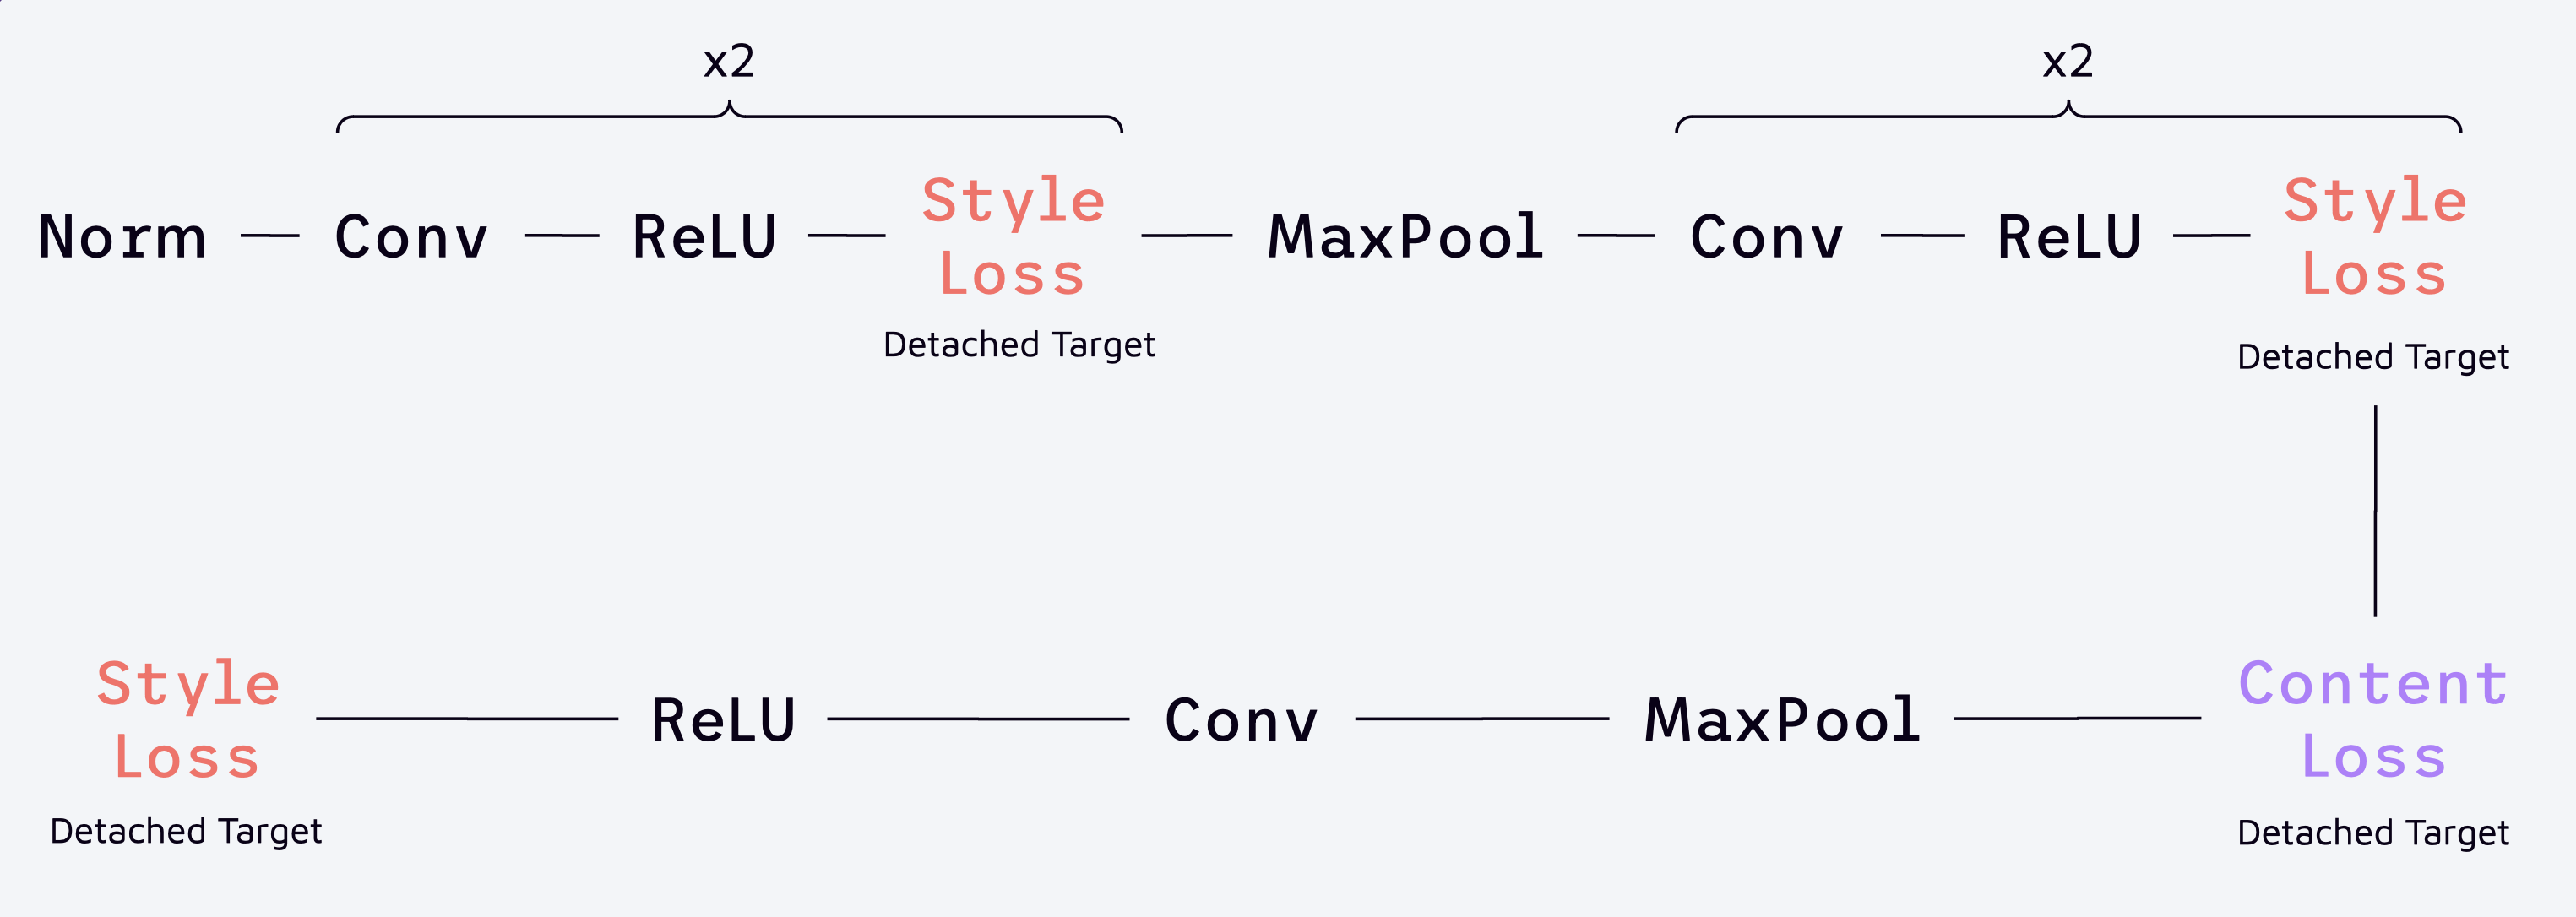 x2
x2
Norm Conv ReLU Style Loss MaxPool Conv ReLU Style Loss
Detached Target
Detached Target
Style Loss ReLU Conv MaxPool Content Loss
Detached Target
Detached Target